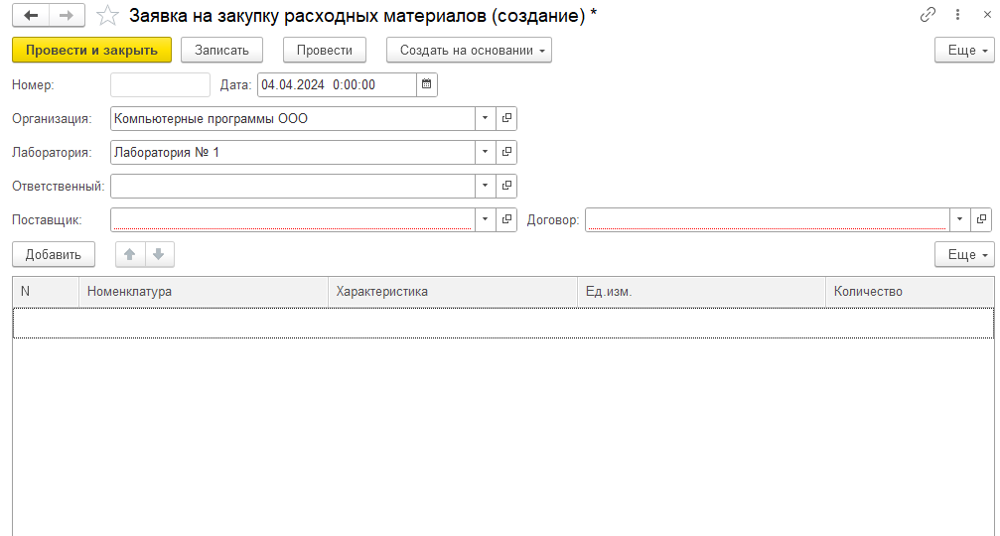 Заявка на закупку расходных материалов (создание) *
Провести и закрыть Записать Провести Создать на основании Еще
Номер: Дата: 04.04.2024 0:00:00
Организация: Компьютерные программы ООО
Лаборатория: Лаборатория № 1
Ответственный:
Поставщик: Договор:
Добавить Еще
N Номенклатура Характеристика Ед.изм. Количество